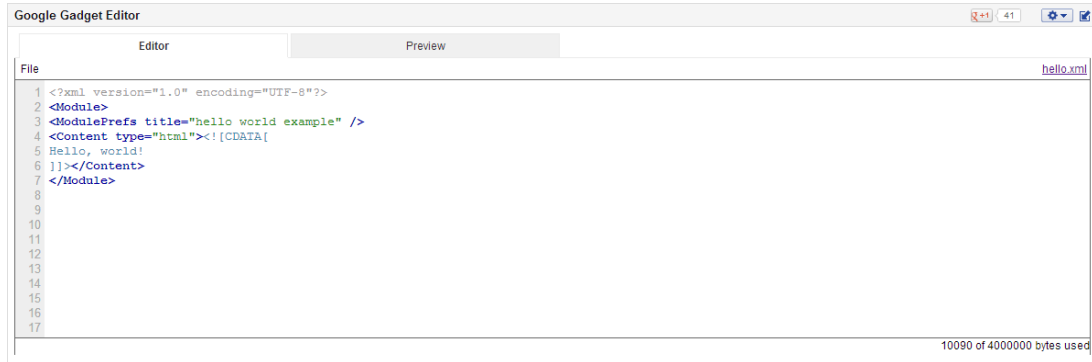 Google Gadget Editor
g+1 41
Editor Preview
File hello.xml
1 <?xml version="1.0" encoding="UTF-8"?>
2 <Module>
3 <ModulePrefs title="hello world example" />
4 <Content type="html"><![CDATA[
5 Hello, world!
6 ]]></Content>
7 </Module>
8
9
10
11
12
13
14
15
16
17
10090 of 4000000 bytes used